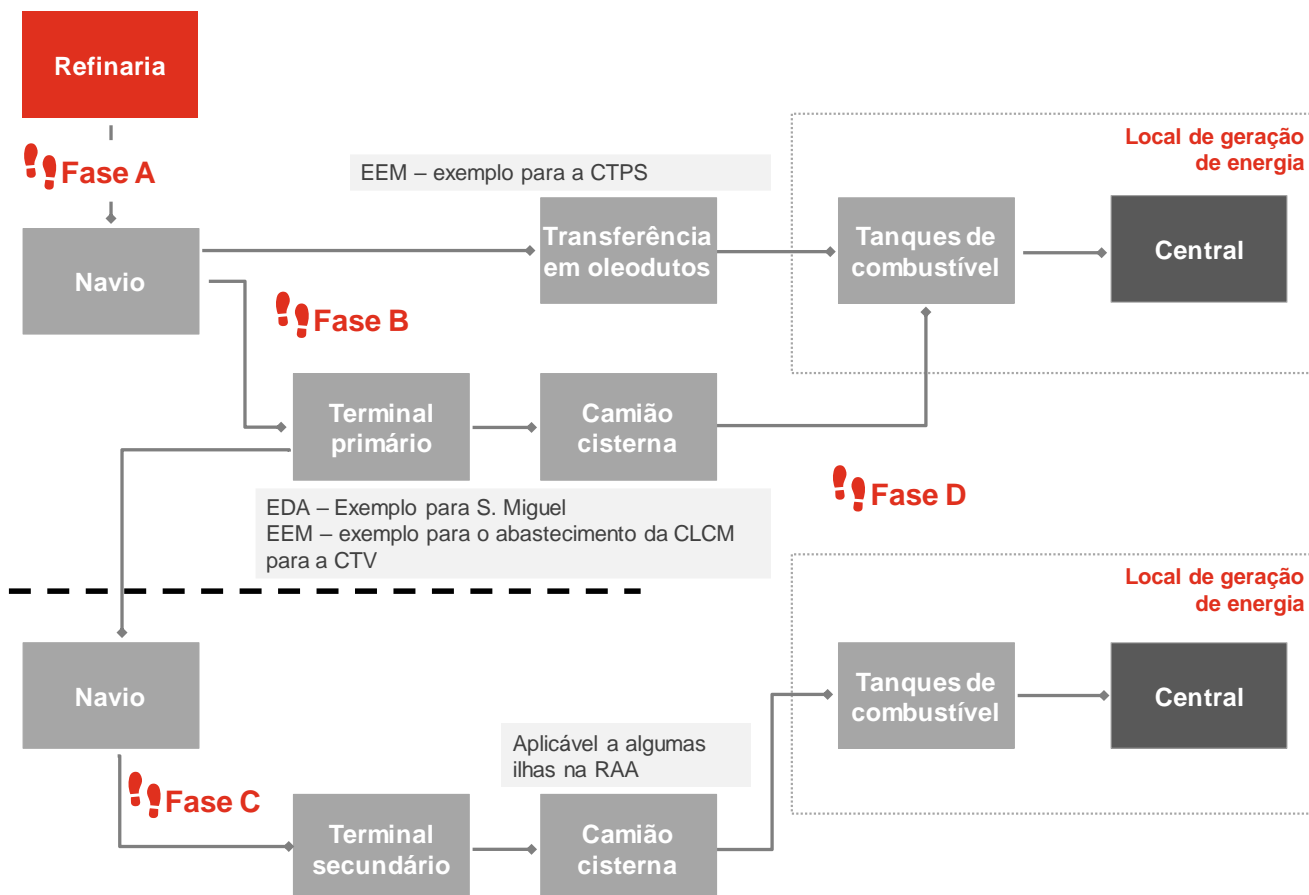 Refinaria
Fase A
Local de geração
de energia
EEM – exemplo para a CTPS
Navio
Transferência
em oleodutos
Tanques de
combustível
Central
Fase B
Terminal
primário
Camião
cisterna
EDA – Exemplo para S. Miguel
EEM – exemplo para o abastecimento da CLCM
para a CTV
Fase D
Local de geração
de energia
Navio
Tanques de
combustível
Central
Aplicável a algumas
ilhas na RAA
Fase C
Terminal
secundário
Camião
cisterna